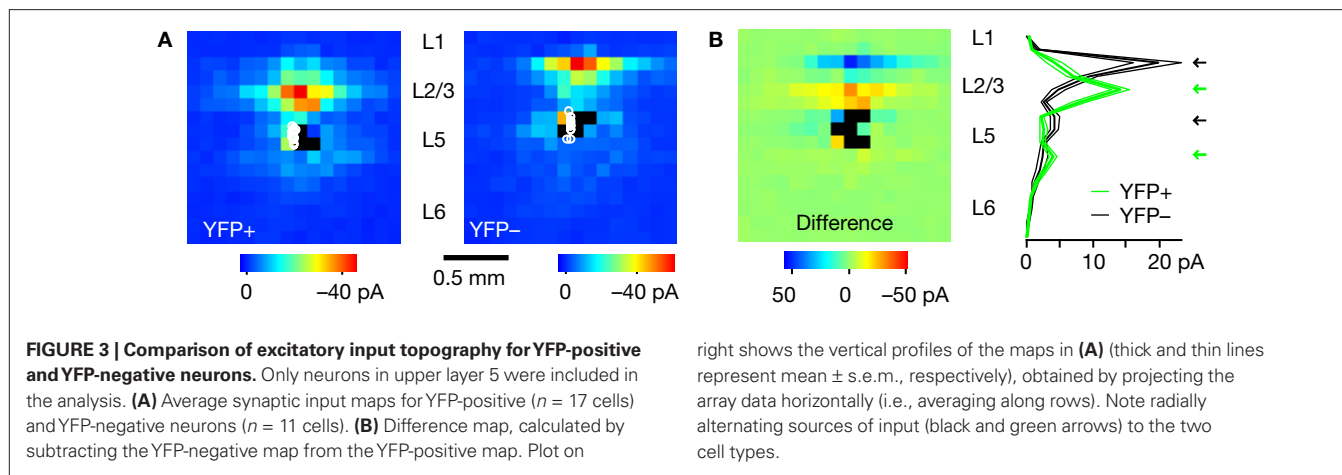 A
L1
L2/3
L5
L6
YFP+
YFP–
0
–40 pA
0.5 mm
0
–40 pA
B
Difference
50
0
–50 pA
L1
L2/3
L5
L6
YFP+
YFP–
0
10
20 pA
FIGURE 3 | Comparison of excitatory input topography for YFP-positive
and YFP-negative neurons. Only neurons in upper layer 5 were included in
the analysis. (A) Average synaptic input maps for YFP-positive (n = 17 cells)
and YFP-negative neurons (n = 11 cells). (B) Difference map, calculated by
subtracting the YFP-negative map from the YFP-positive map. Plot on
right shows the vertical profiles of the maps in (A) (thick and thin lines
represent mean ± s.e.m., respectively), obtained by projecting the
array data horizontally (i.e., averaging along rows). Note radially
alternating sources of input (black and green arrows) to the two
cell types.